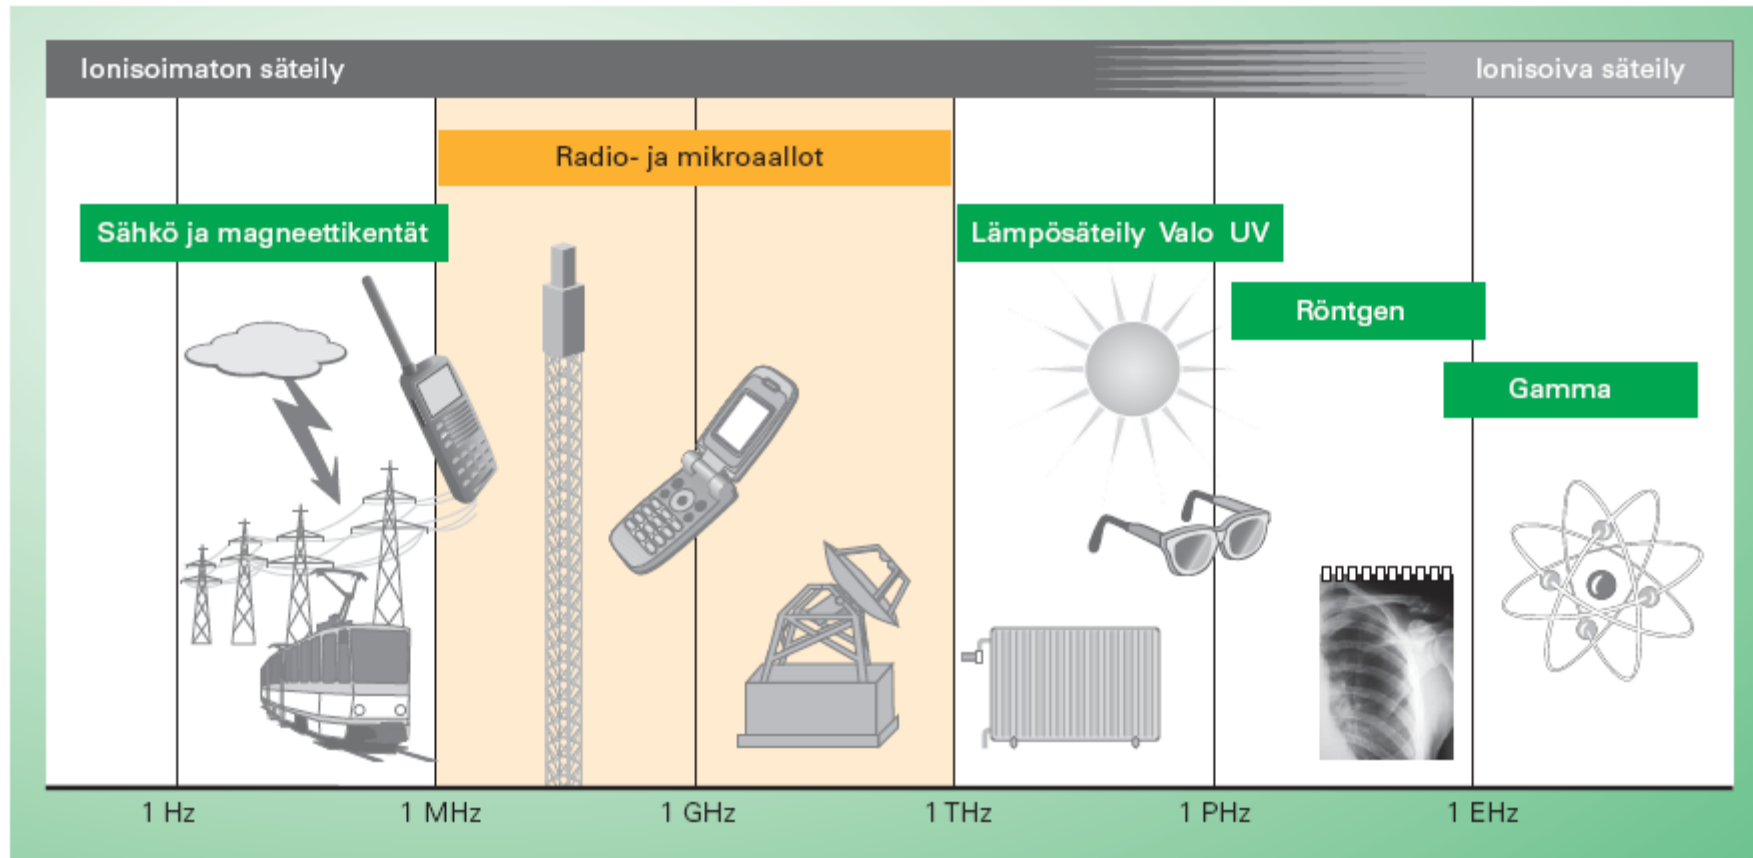 Ionisoimaton säteily
Ionisoiva säteily
Radio- ja mikroaallot
Sähkö ja magneettikentät
Lämpösäteily Valo UV
Röntgen
Gamma
1 Hz
1 MHz
1 GHz
1 THz
1 PHz
1 EHz